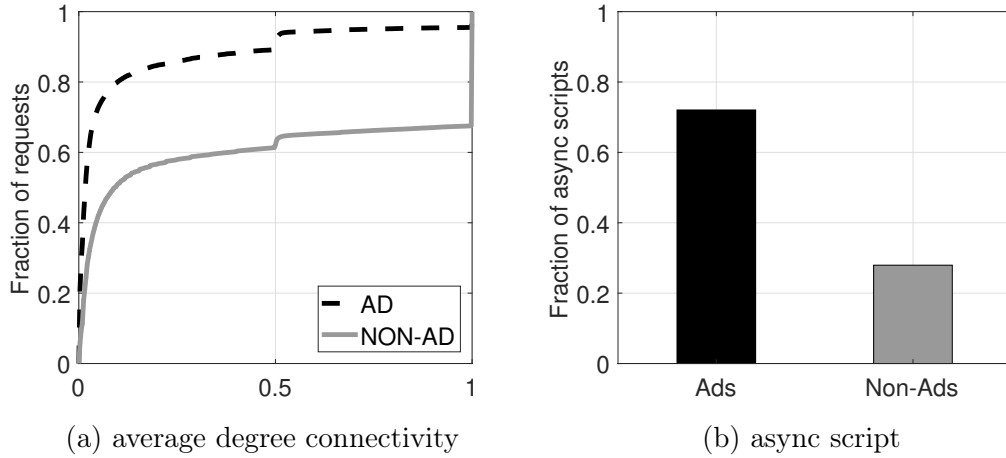 Fraction of requests
1
0.8
0.6
0.4
0.2
0
0
0.5
1
AD
NON-AD
(a) average degree connectivity
Fraction of async scripts
1
0.8
0.6
0.4
0.2
0
Ads
Non-Ads
(b) async script